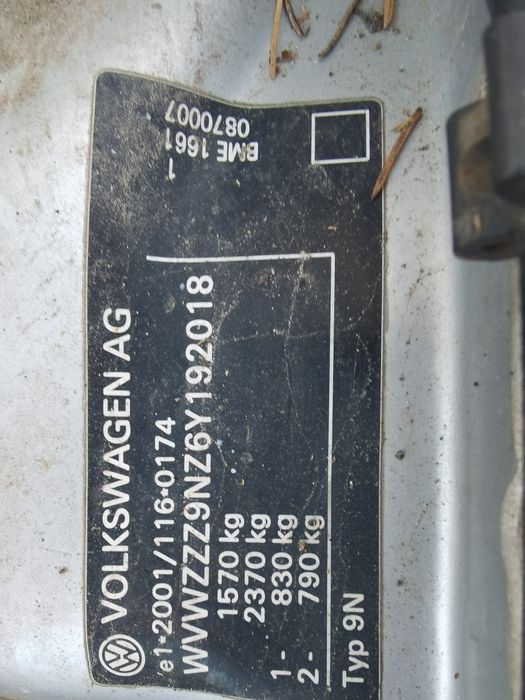 VOLKSWAGEN AG
e1*2001/116*0174
WVWZZZ9NZ6Y192018
1570 kg
2370 kg
1 - 830 kg
2 - 790 kg
Typ 9N
1
BME 1661
0870007